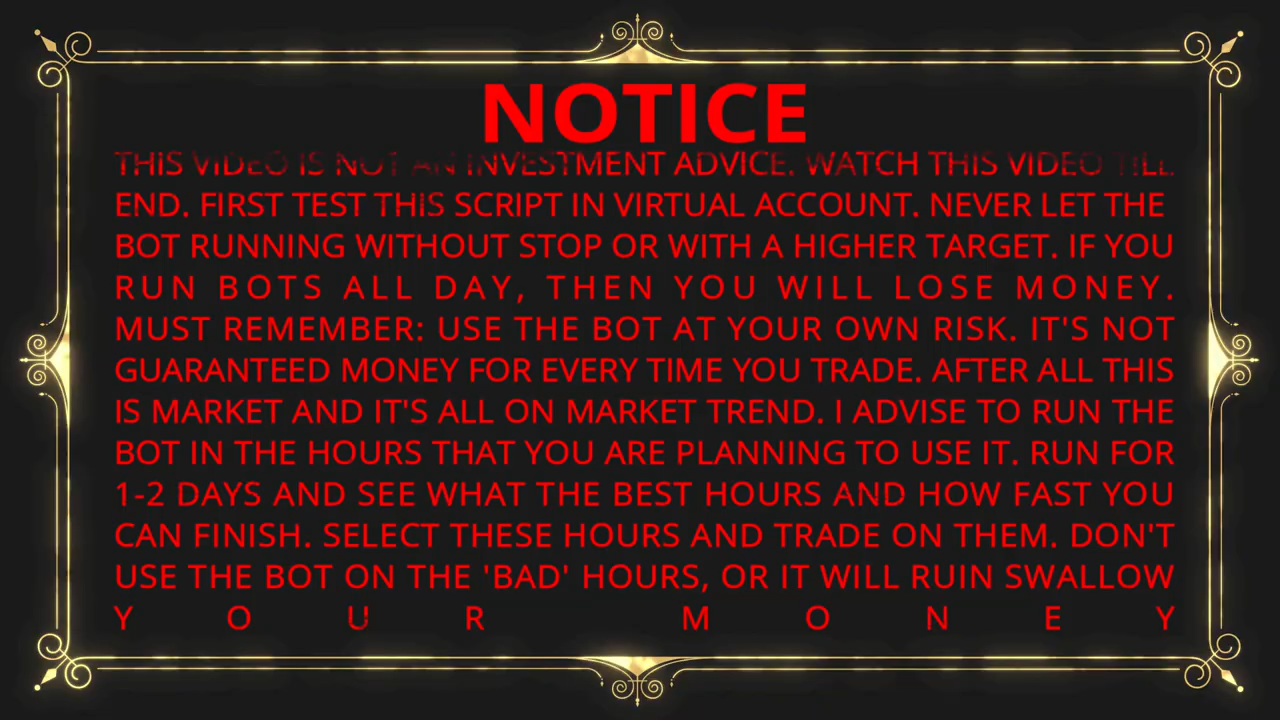 NOTICE
THIS VIDEO IS NOT AN INVESTMENT ADVICE. WATCH THIS VIDEO TILL
END. FIRST TEST THIS SCRIPT IN VIRTUAL ACCOUNT. NEVER LET THE
BOT RUNNING WITHOUT STOP OR WITH A HIGHER TARGET. IF YOU
RUN BOTS ALL DAY, THEN YOU WILL LOSE MONEY.
MUST REMEMBER: USE THE BOT AT YOUR OWN RISK. IT'S NOT
GUARANTEED MONEY FOR EVERY TIME YOU TRADE. AFTER ALL THIS
IS MARKET AND IT'S ALL ON MARKET TREND. I ADVISE TO RUN THE
BOT IN THE HOURS THAT YOU ARE PLANNING TO USE IT. RUN FOR
1-2 DAYS AND SEE WHAT THE BEST HOURS AND HOW FAST YOU
CAN FINISH. SELECT THESE HOURS AND TRADE ON THEM. DON'T
USE THE BOT ON THE 'BAD' HOURS, OR IT WILL RUIN SWALLOW
YOUR MONEY